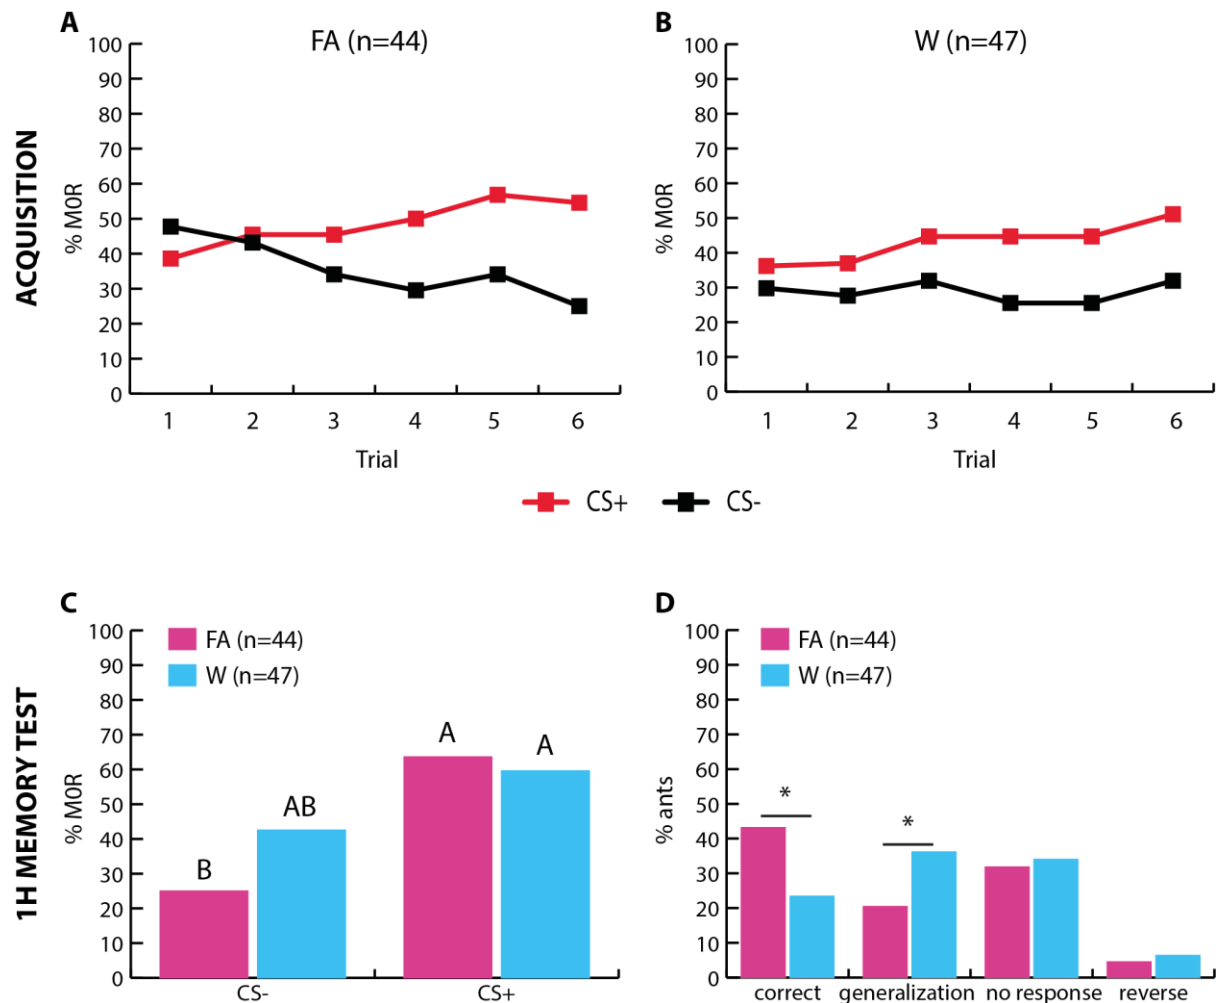 A
FA (n=44)
100
90
80
70
60
50
40
30
20
10
0
% M0R
ACQUISITION
1 2 3 4 5 6
Trial
B
W (n=47)
100
90
80
70
60
50
40
30
20
10
0
% M0R
1 2 3 4 5 6
Trial
CS+ CS-
C
FA (n=44)
W (n=47)
100
90
80
70
60
50
40
30
20
10
0
% M0R
1H MEMORY TEST
B
AB
A
A
CS- CS+
D
FA (n=44)
W (n=47)
100
90
80
70
60
50
40
30
20
10
0
% ants
*
*
correct generalization no response reverse